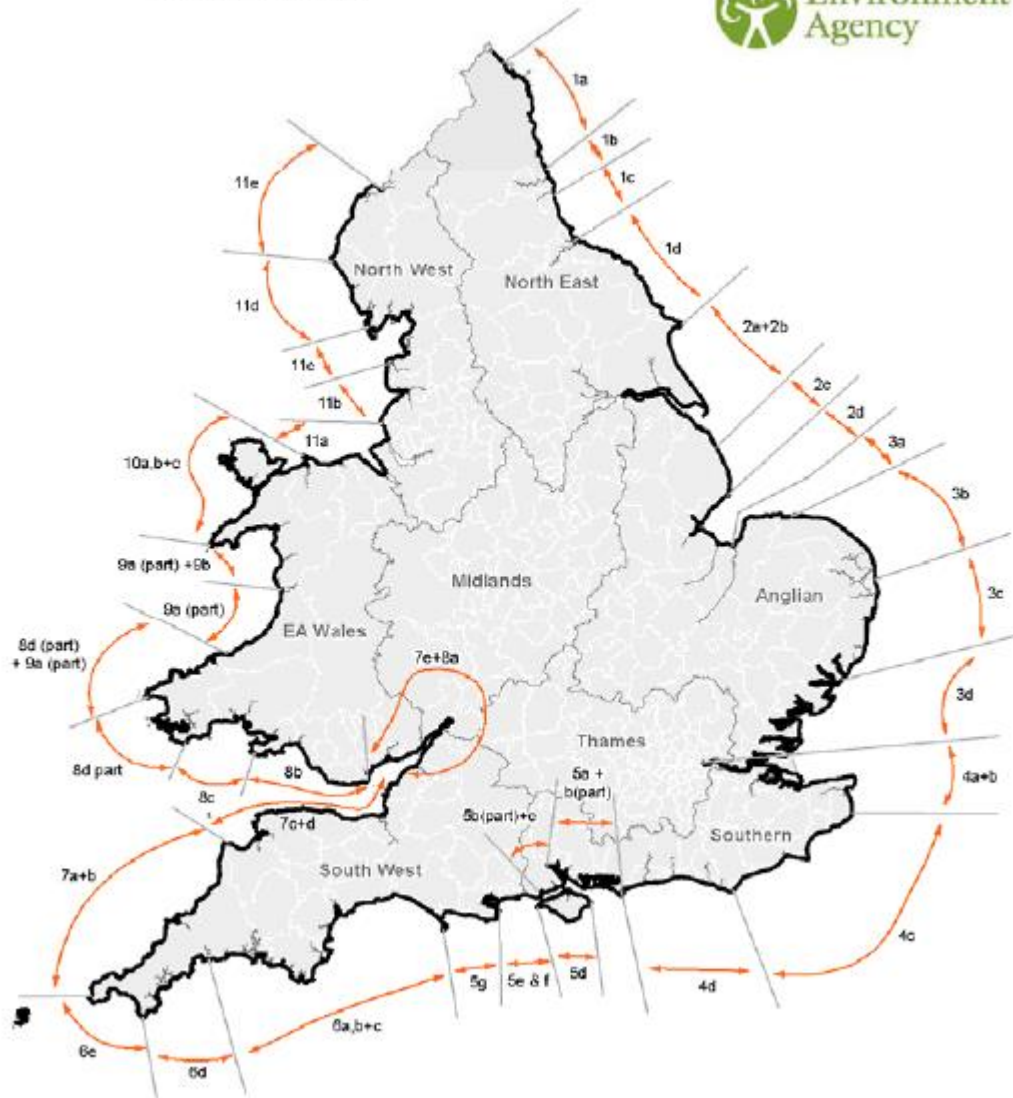 Environment
Agency
1a
1b
1c
11e
1d
North West
North East
11d
2a+2b
11c
2c
11b
2d
11a
3a
10a,b+c
3b
9a (part) +9b
Midlands
3c
Anglian
9a (part)
EA Wales
8d (part)
+ 9a (part)
7e+8a
3d
Thames
8d part
8b
5a +
b(part)
4a+b
8c
5b(part)+c
7c+d
Southern
South West
7a+b
4c
5g
5e & f
5d
4d
6a,b+c
6e
6d